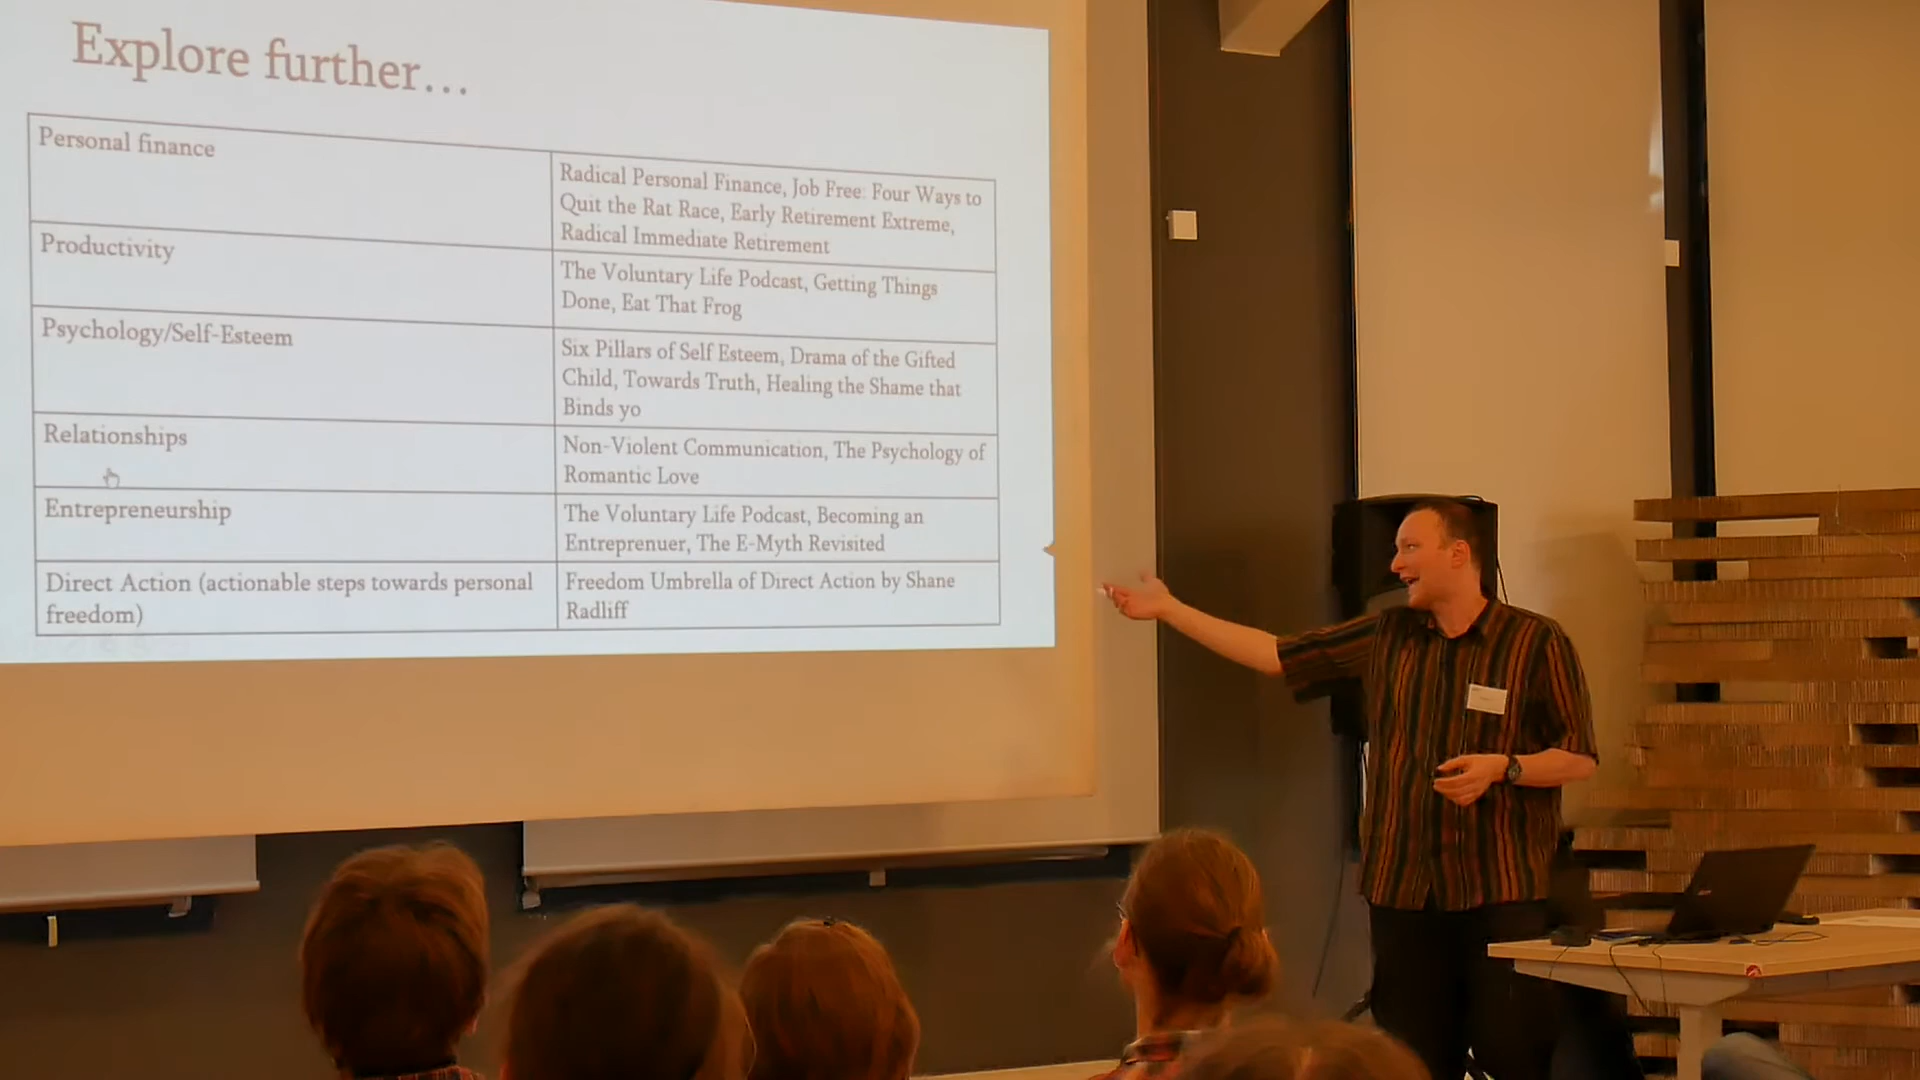 Explore further...
Personal finance
Radical Personal Finance, Job Free: Four Ways to
Quit the Rat Race, Early Retirement Extreme,
Radical Immediate Retirement
Productivity
The Voluntary Life Podcast, Getting Things
Done, Eat That Frog
Psychology/Self-Esteem
Six Pillars of Self Esteem, Drama of the Gifted
Child, Towards Truth, Healing the Shame that
Binds yo
Relationships
Non-Violent Communication, The Psychology of
Romantic Love
Entrepreneurship
The Voluntary Life Podcast, Becoming an
Entreprenuer, The E-Myth Revisited
Direct Action (actionable steps towards personal
freedom)
Freedom Umbrella of Direct Action by Shane
Radliff